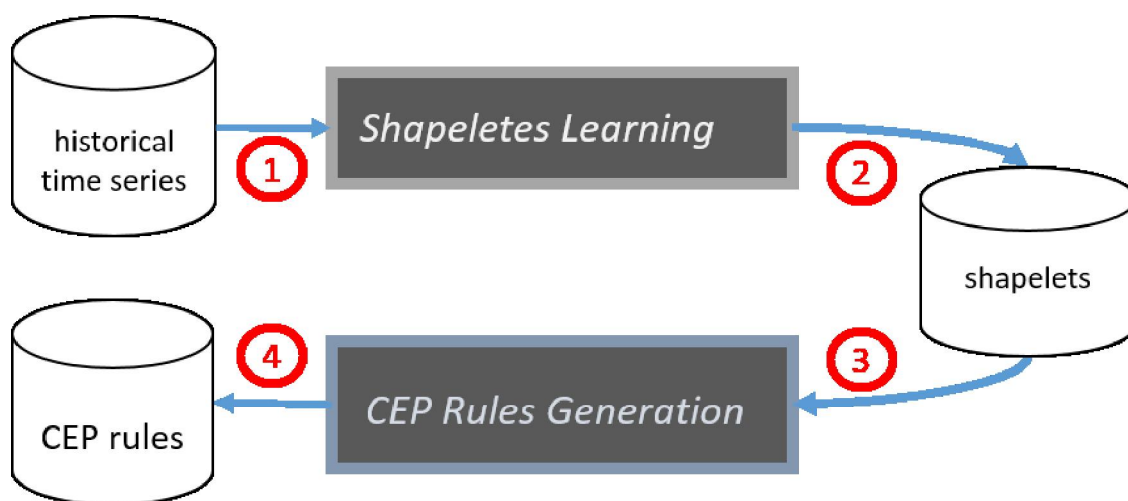 historical
time series
1
Shapeletes Learning
2
shapelets
3
CEP Rules Generation
4
CEP rules